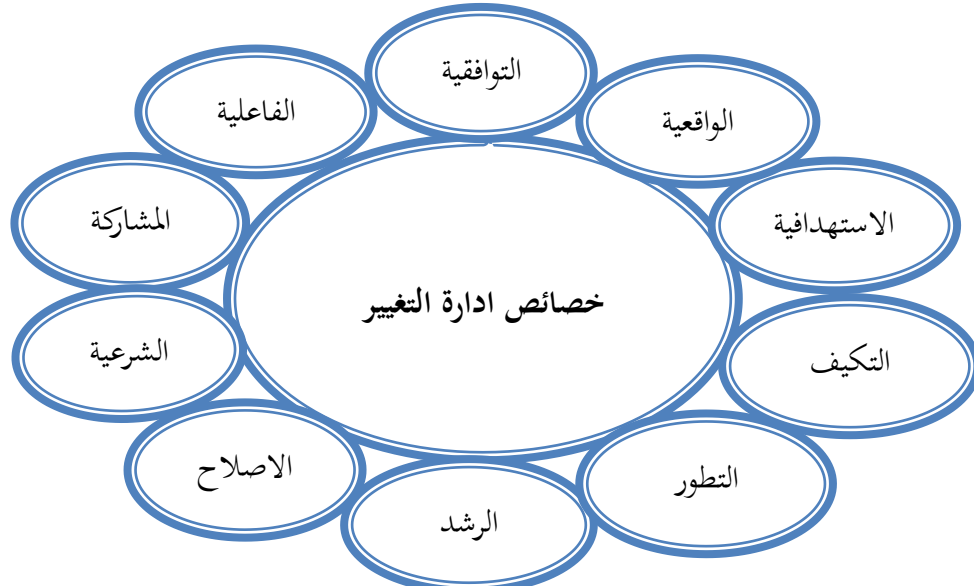 التوافقية
الفاعلية
الواقعية
المشاركة
الاستهدافية
خصائص ادارة التغيير
الشرعية
التكيف
الاصلاح
التطور
الرشد